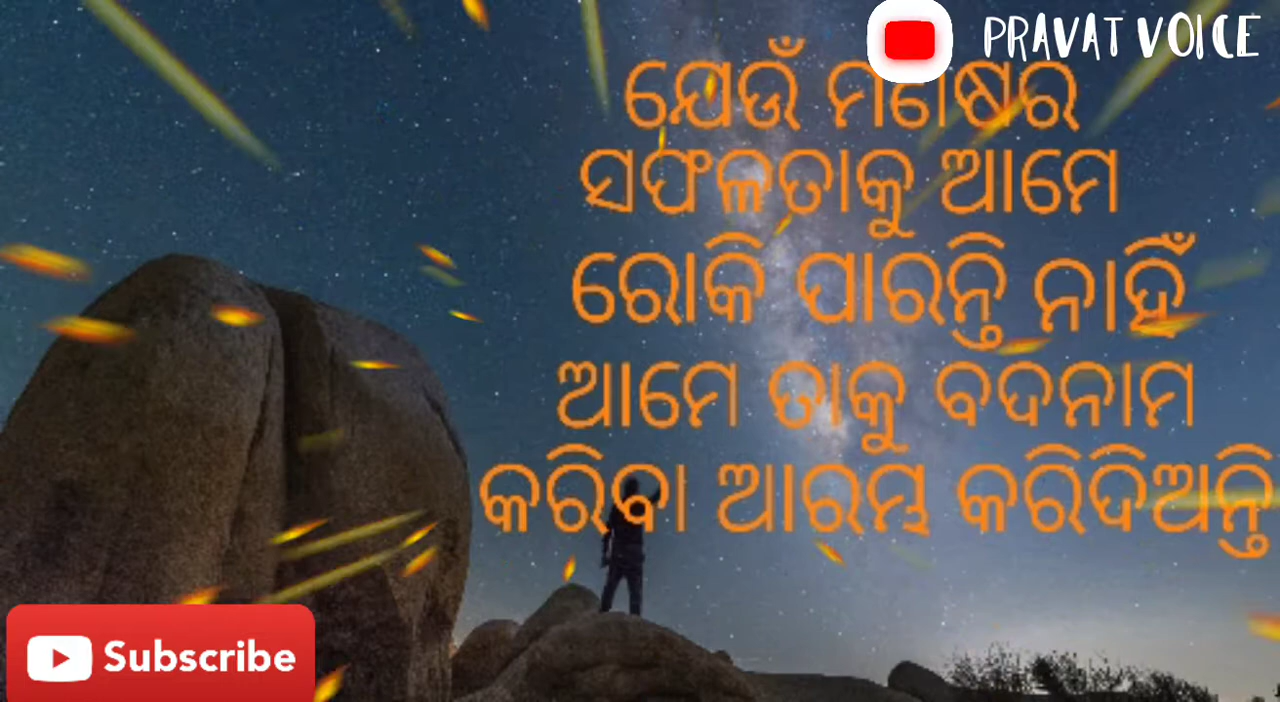 PRAVAT VOICE
ଯେଉଁ ମଣିଷର
ସଫଳତାକୁ ଆମେ
ରୋକି ପାରନ୍ତି ନାହିଁ
ଆମେ ତାକୁ ବଦନାମ
କରିବା ଆରମ୍ଭ କରିଦିଅନ୍ତି
Subscribe